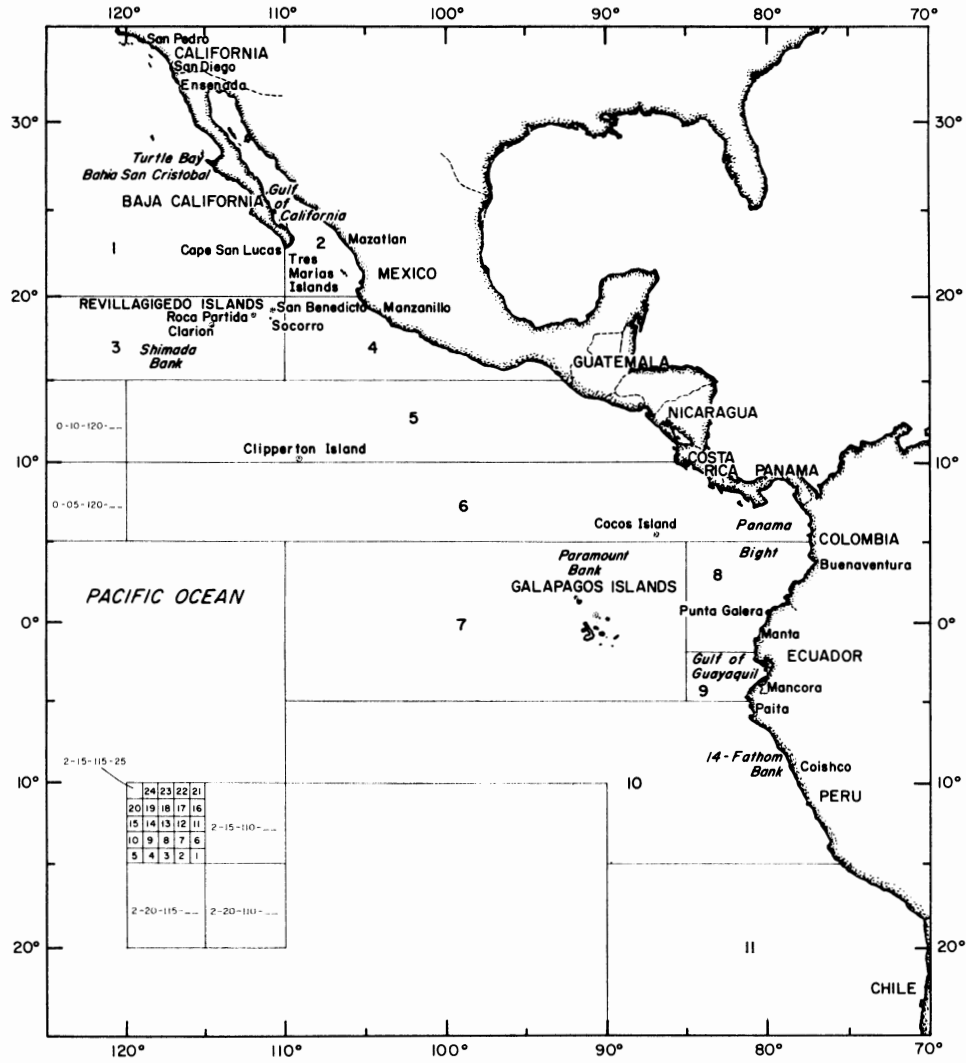 120° 110° 100° 90° 80° 70°
San Pedro
CALIFORNIA
San Diego
Ensenada
30° 30°
Turtle Bay
Bahia San Cristobal
Gulf
of
California
BAJA CALIFORNIA
1
Cape San Lucas
2
Mazatlan
Tres
Marias
Islands
MEXICO
20° 20°
REVILLAGIGEDO ISLANDS
San Benedicto
Manzanillo
Roca Partida
Socorro
Clarion
3
Shimada
Bank
4
GUATEMALA
5
NICARAGUA
0-10-120-__
Clipperton Island
COSTA
RICA
PANAMA
10° 10°
0-05-120-__
6
Cocos Island
Panama
Bight
COLOMBIA
Buenaventura
Paramount
Bank
GALAPAGOS ISLANDS
8
PACIFIC OCEAN
Punta Galera
0° 0°
7
Manta
ECUADOR
Gulf of
Guayaquil
9
Mancora
Paita
2-15-115-25
14-Fathom
Bank
Coishco
10
10° 10°
PERU
24 23 22 21
20 19 18 17 16
15 14 13 12 11
2-15-110-__
10 9 8 7 6
5 4 3 2 1
2-20-115-__
2-20-110-__
20° 20°
11
CHILE
120° 110° 100° 90° 80° 70°